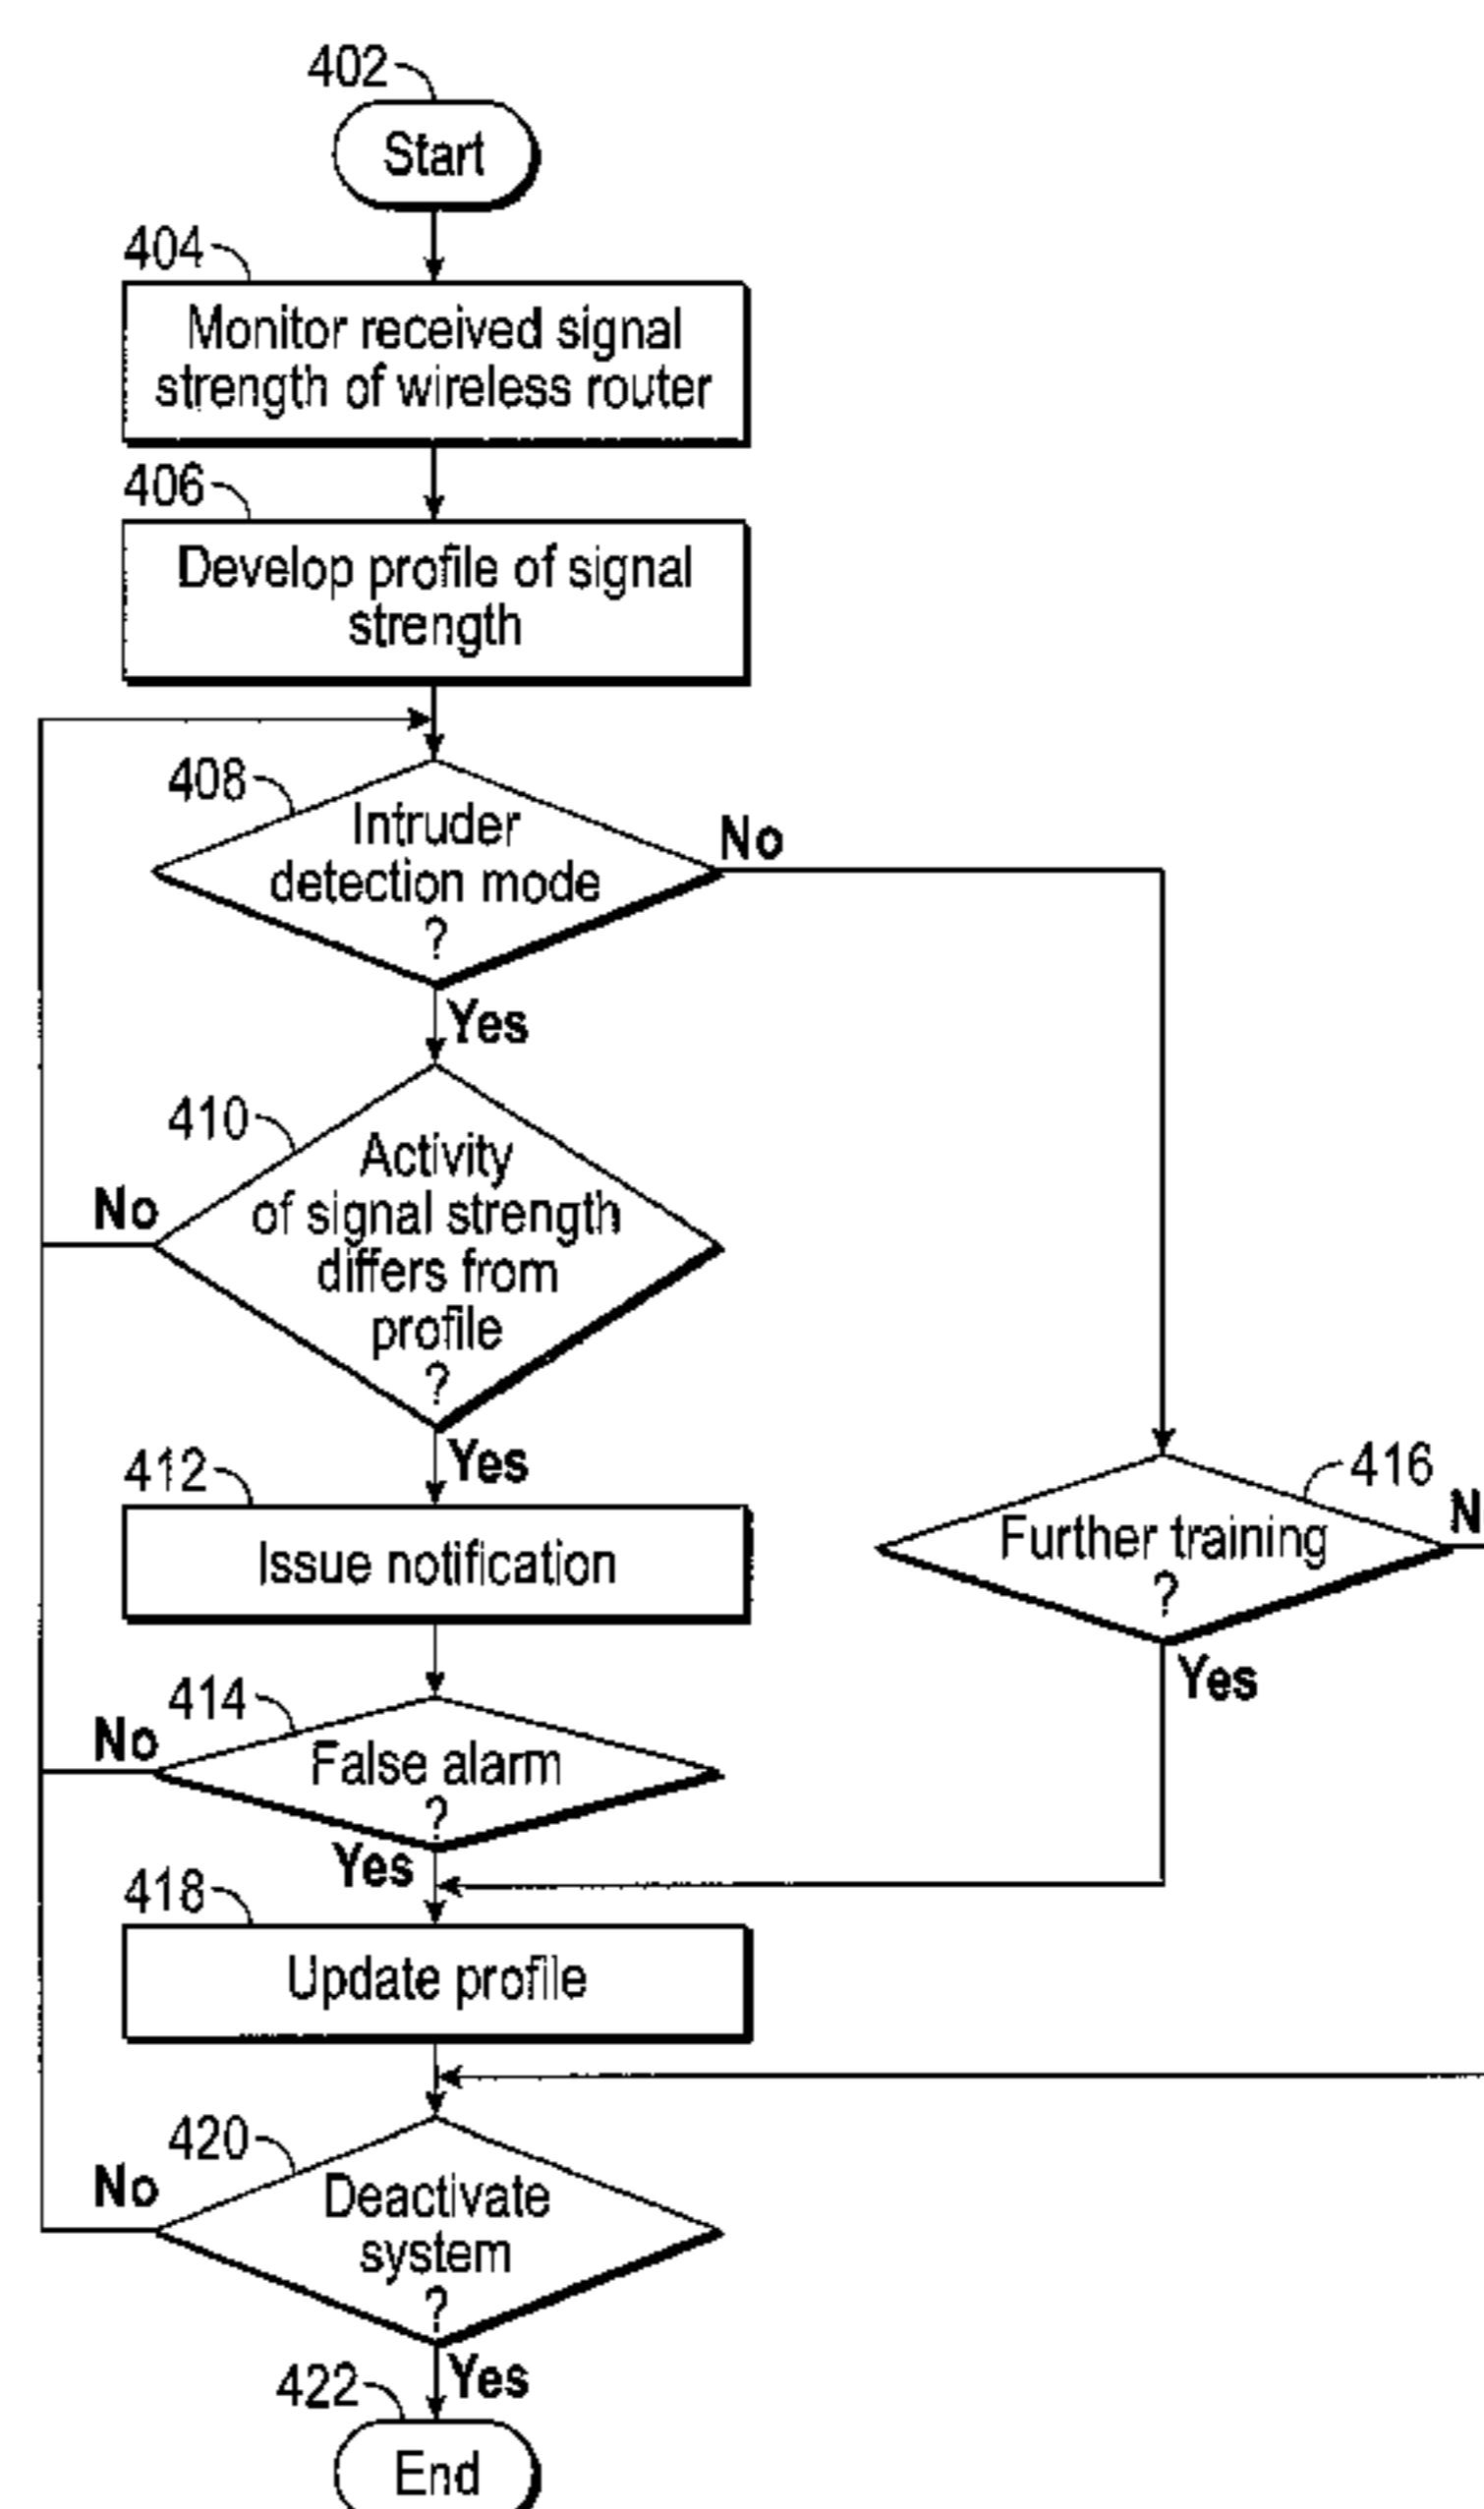 402
Start
404
Monitor received signal
strength of wireless router
406
Develop profile of signal
strength
408
Intruder
detection mode
?
No
Yes
410
Activity
of signal strength
differs from
profile
?
No
Yes
412
Issue notification
416
Further training
?
N
Yes
414
False alarm
?
No
Yes
418
Update profile
420
Deactivate
system
?
No
Yes
422
End